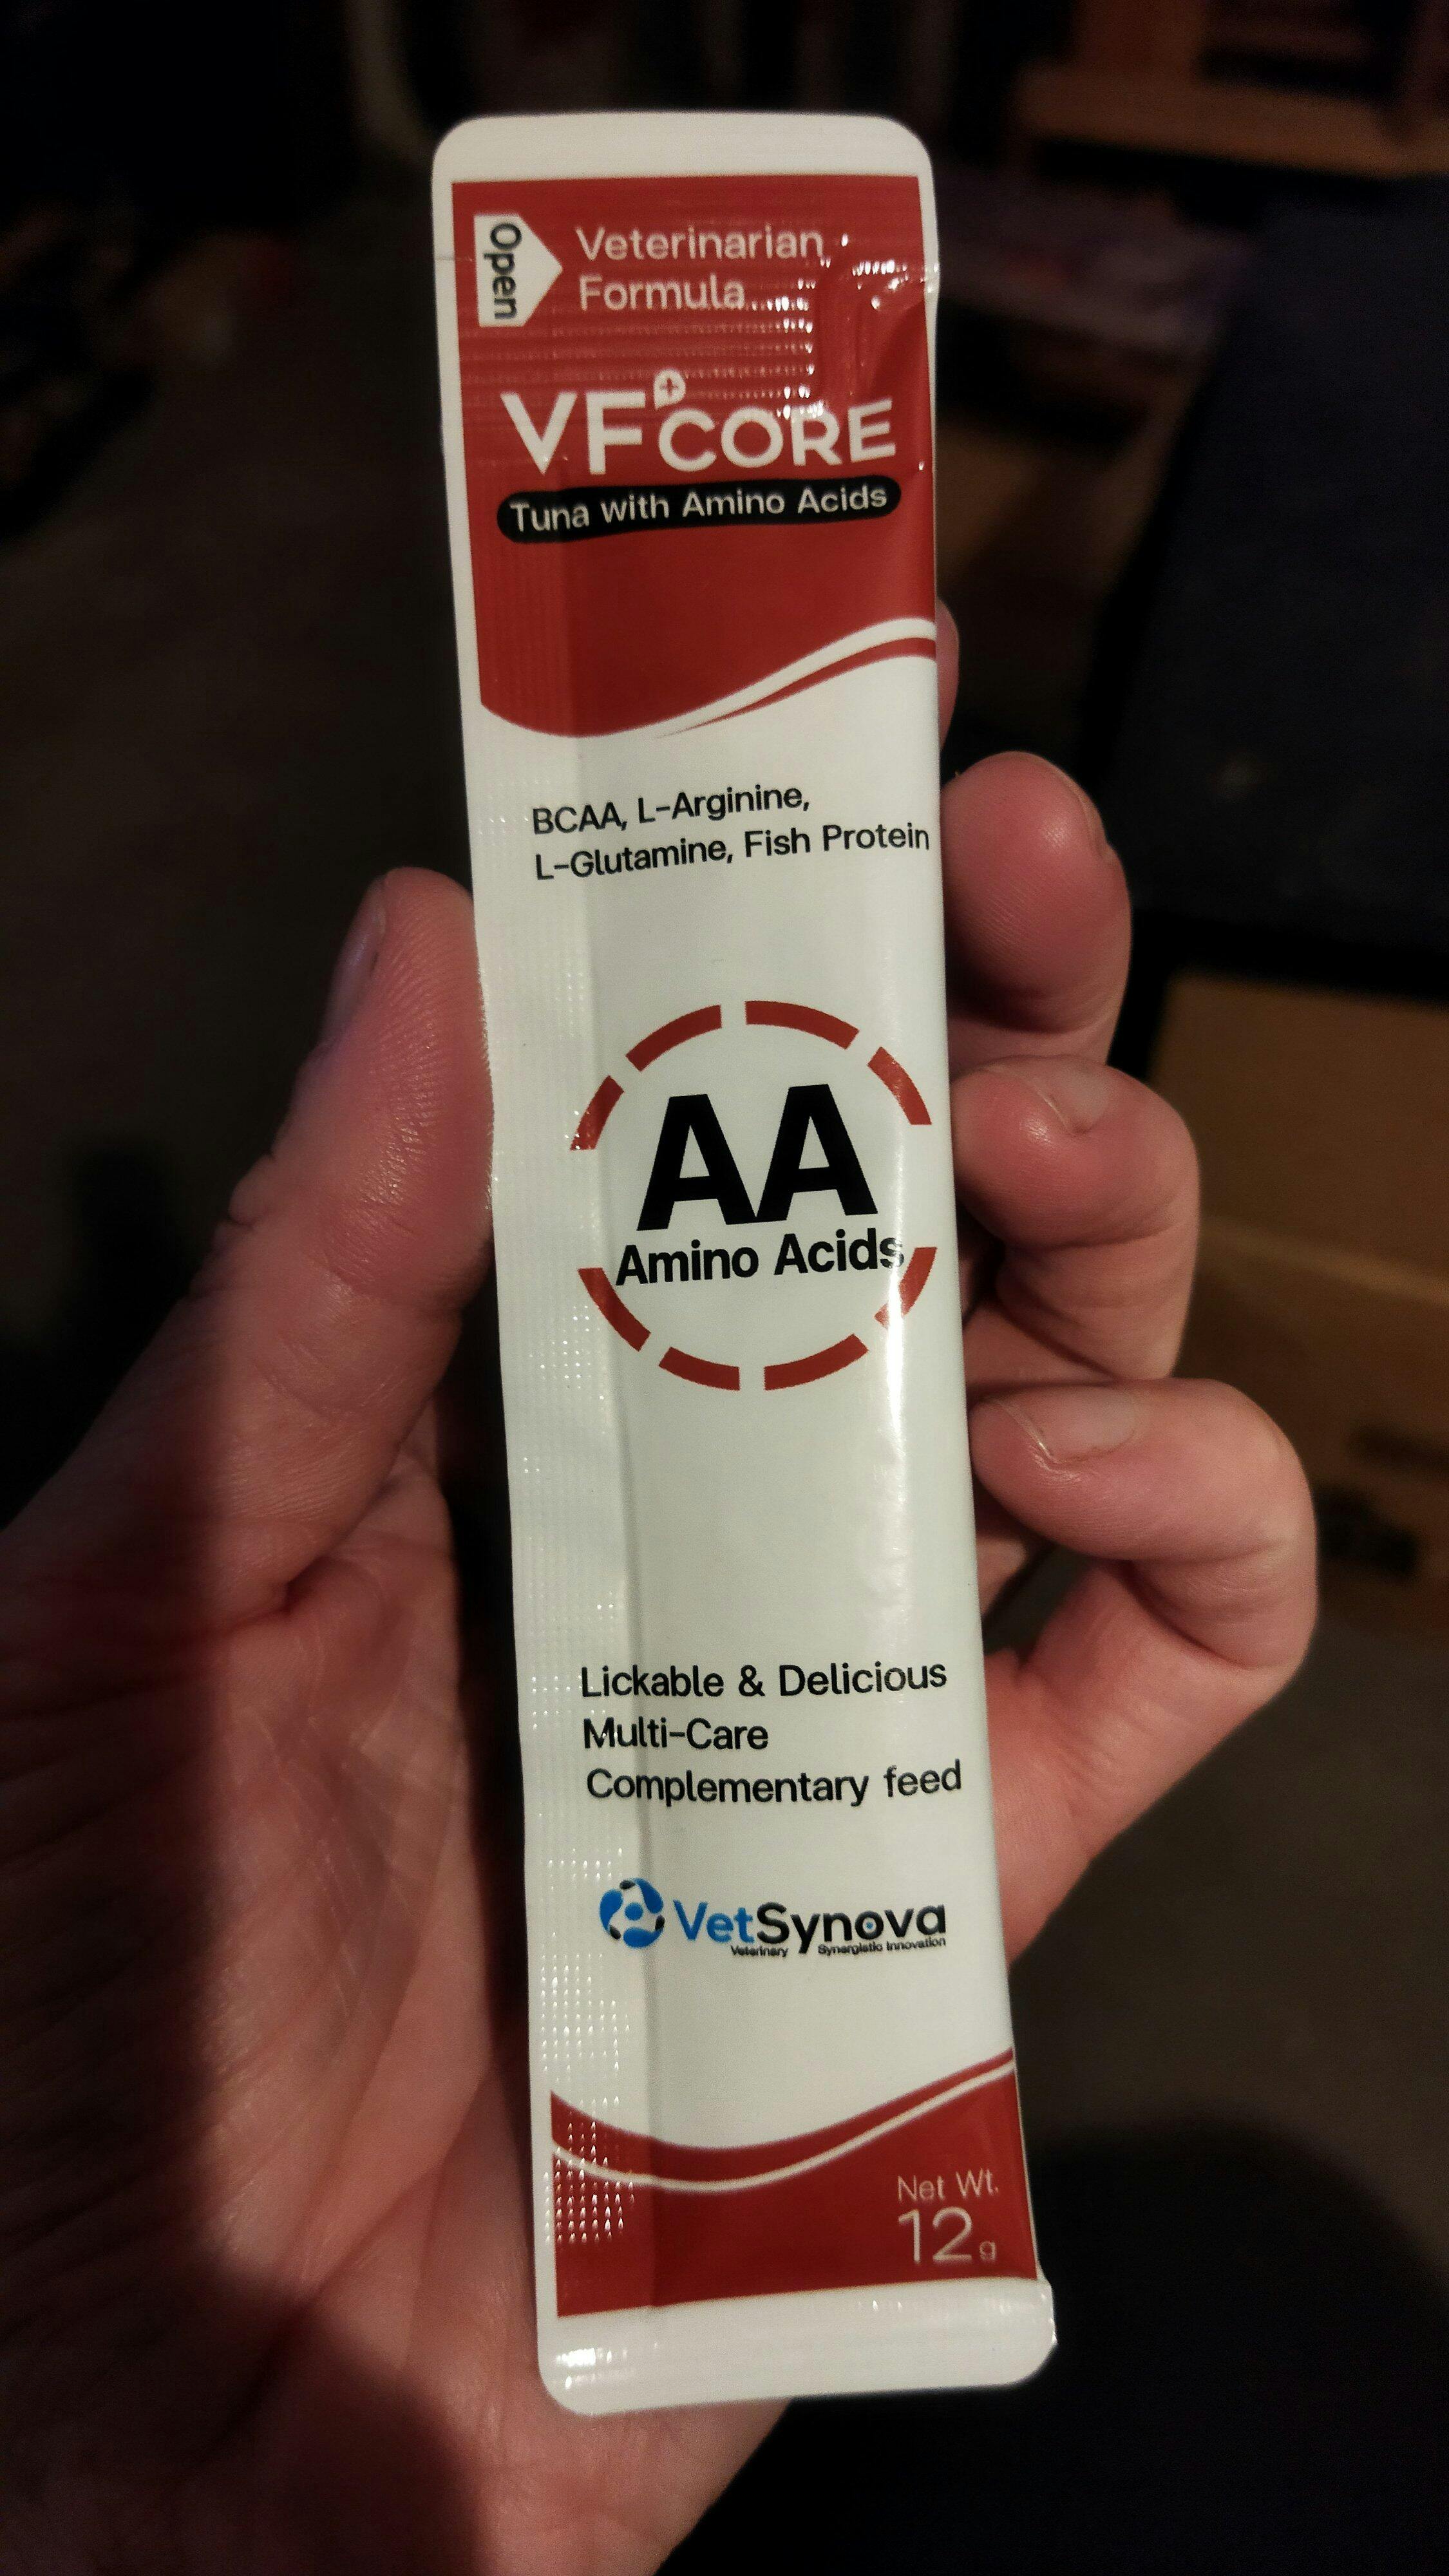 Open
Veterinarian
Formula
VF+CORE
Tuna with Amino Acids
BCAA, L-Arginine,
L-Glutamine, Fish Protein
AA
Amino Acids
Lickable & Delicious
Multi-Care
Complementary feed
VetSynova
Veterinary Synergistic Innovation
Net Wt.
12g